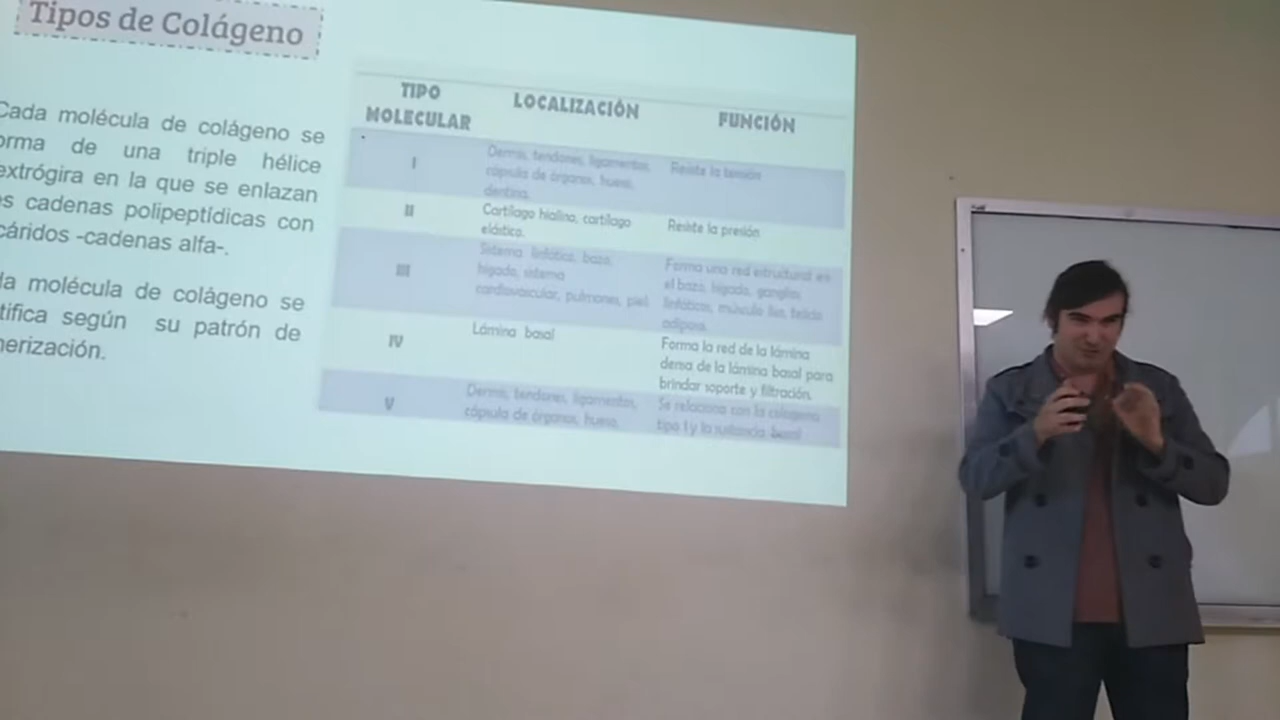 Tipos de Colágeno
Cada molécula de colágeno se
orma de una triple hélice
extrógira en la que se enlazan
s cadenas polipeptídicas con
cáridos -cadenas alfa-.
da molécula de colágeno se
tifica según su patrón de
nerización.
TIPO MOLECULAR LOCALIZACIÓN FUNCIÓN
I Dermis, tendones, ligamentos, Resiste la tensión
cápsula de órganos, hueso,
dentina.
II Cartílago hialino, cartílago Resiste la presión
elástico.
III Sistema linfático, bazo, Forma una red estructural en
hígado, sistema el bazo, hígado, ganglios
cardiovascular, pulmones, piel. linfáticos, músculo liso, tejido
adiposo.
IV Lámina basal Forma la red de la lámina
densa de la lámina basal para
brindar soporte y filtración.
V Dermis, tendones, ligamentos, Se relaciona con la colágeno
cápsula de órganos, hueso. tipo I y la sustancia basal